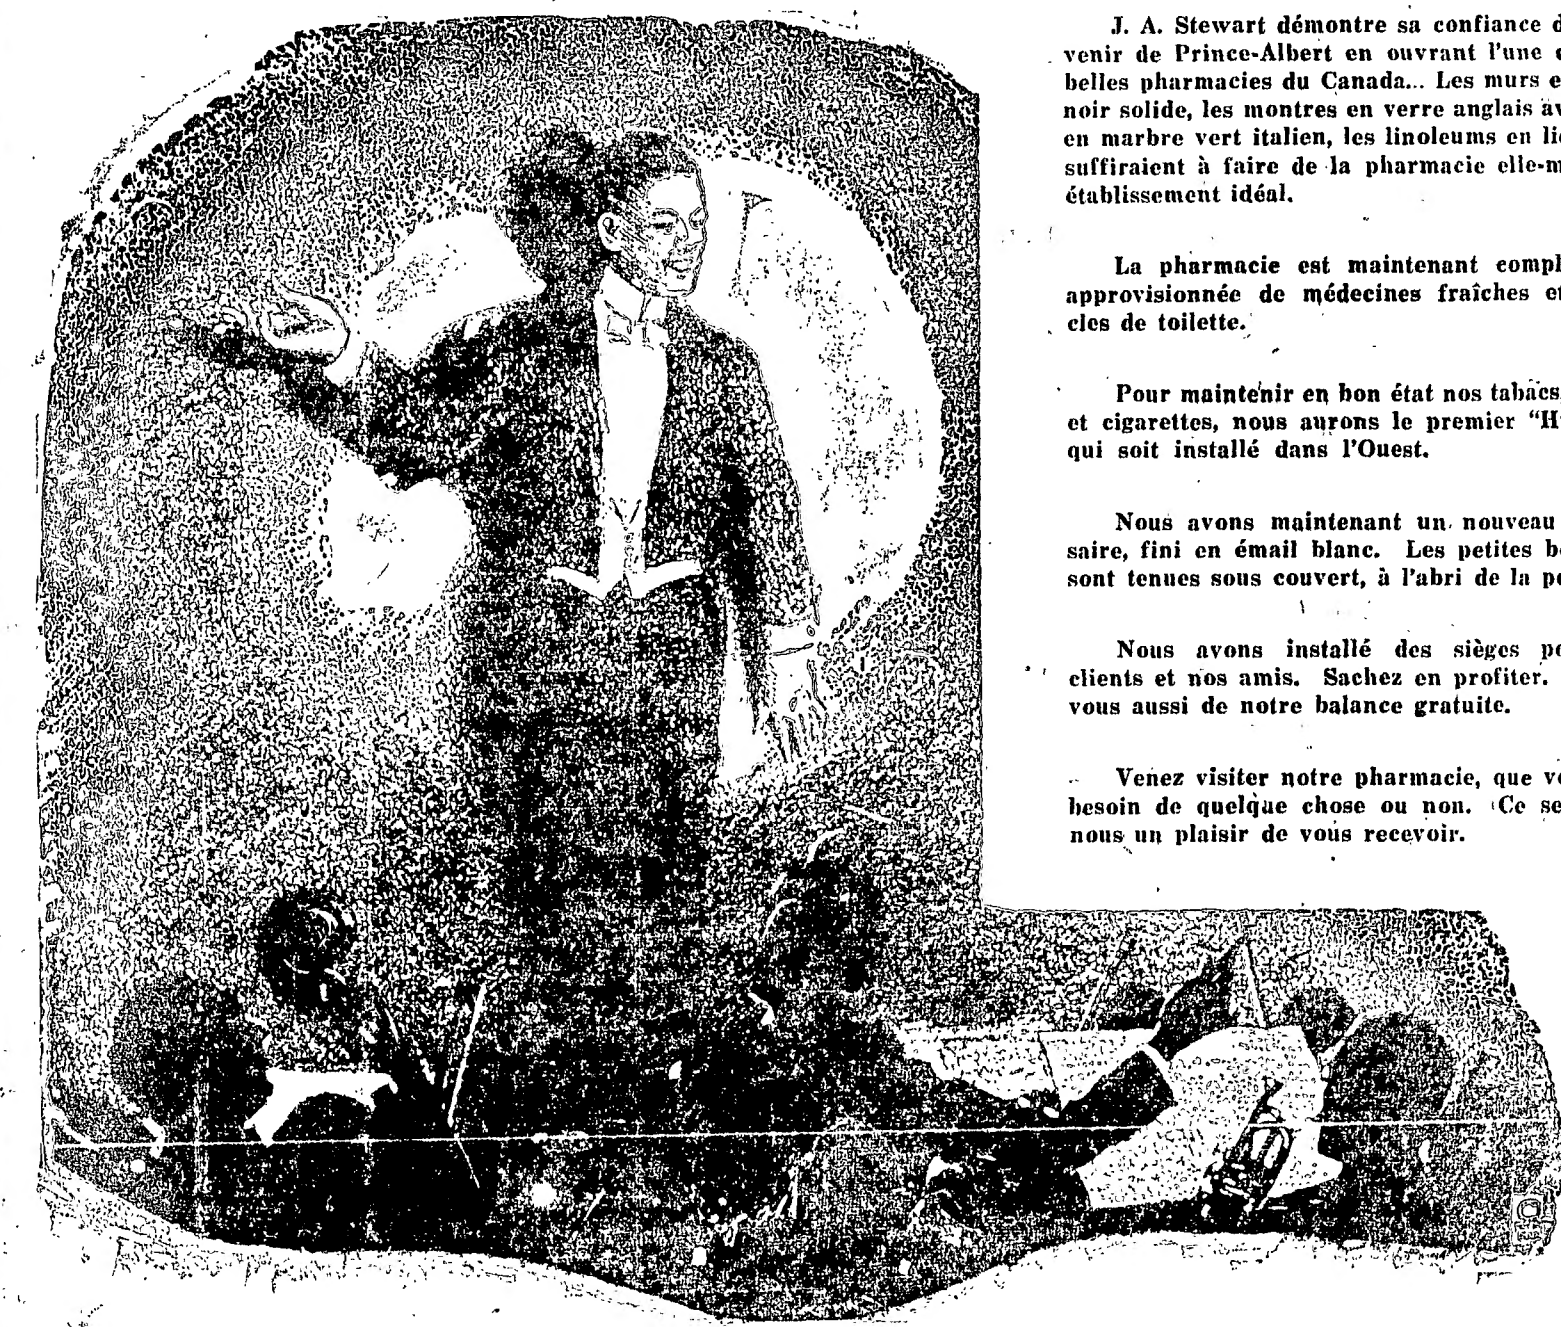 J. A. Stewart démontre sa confiance
venir de Prince-Albert en ouvrant l'une
belles pharmacies du Canada... Les murs
noir solide, les montres en verre anglais
en marbre vert italien, les linoleums en
suffiraient à faire de la pharmacie
établissement idéal.
La pharmacie est maintenant
approvisionnée de médecines fraîches et
cles de toilette.
Pour maintenir en bon état nos tabacs
et cigarettes, nous aurons le premier
qui soit installé dans l'Ouest.
Nous avons maintenant un nouveau
saire, fini en émail blanc. Les petites
sont tenues sous couvert, à l'abri de la
Nous avons installé des sièges
clients et nos amis. Sachez en profiter.
vous aussi de notre balance gratuite.
Venez visiter notre pharmacie, que
besoin de quelque chose ou non. Ce
nous un plaisir de vous recevoir.